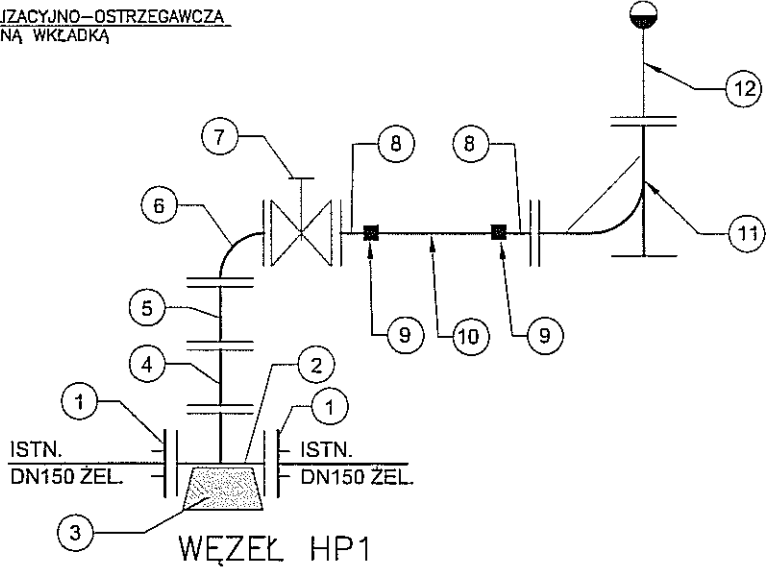 IZACYJNO-OSTRZEGAWCZA
NĄ WKŁADKĄ
12
7
8
8
6
11
5
9
10
9
4
2
1
1
ISTN.
DN150 ŻEL.
ISTN.
DN150 ŻEL.
3
WĘZEŁ HP1